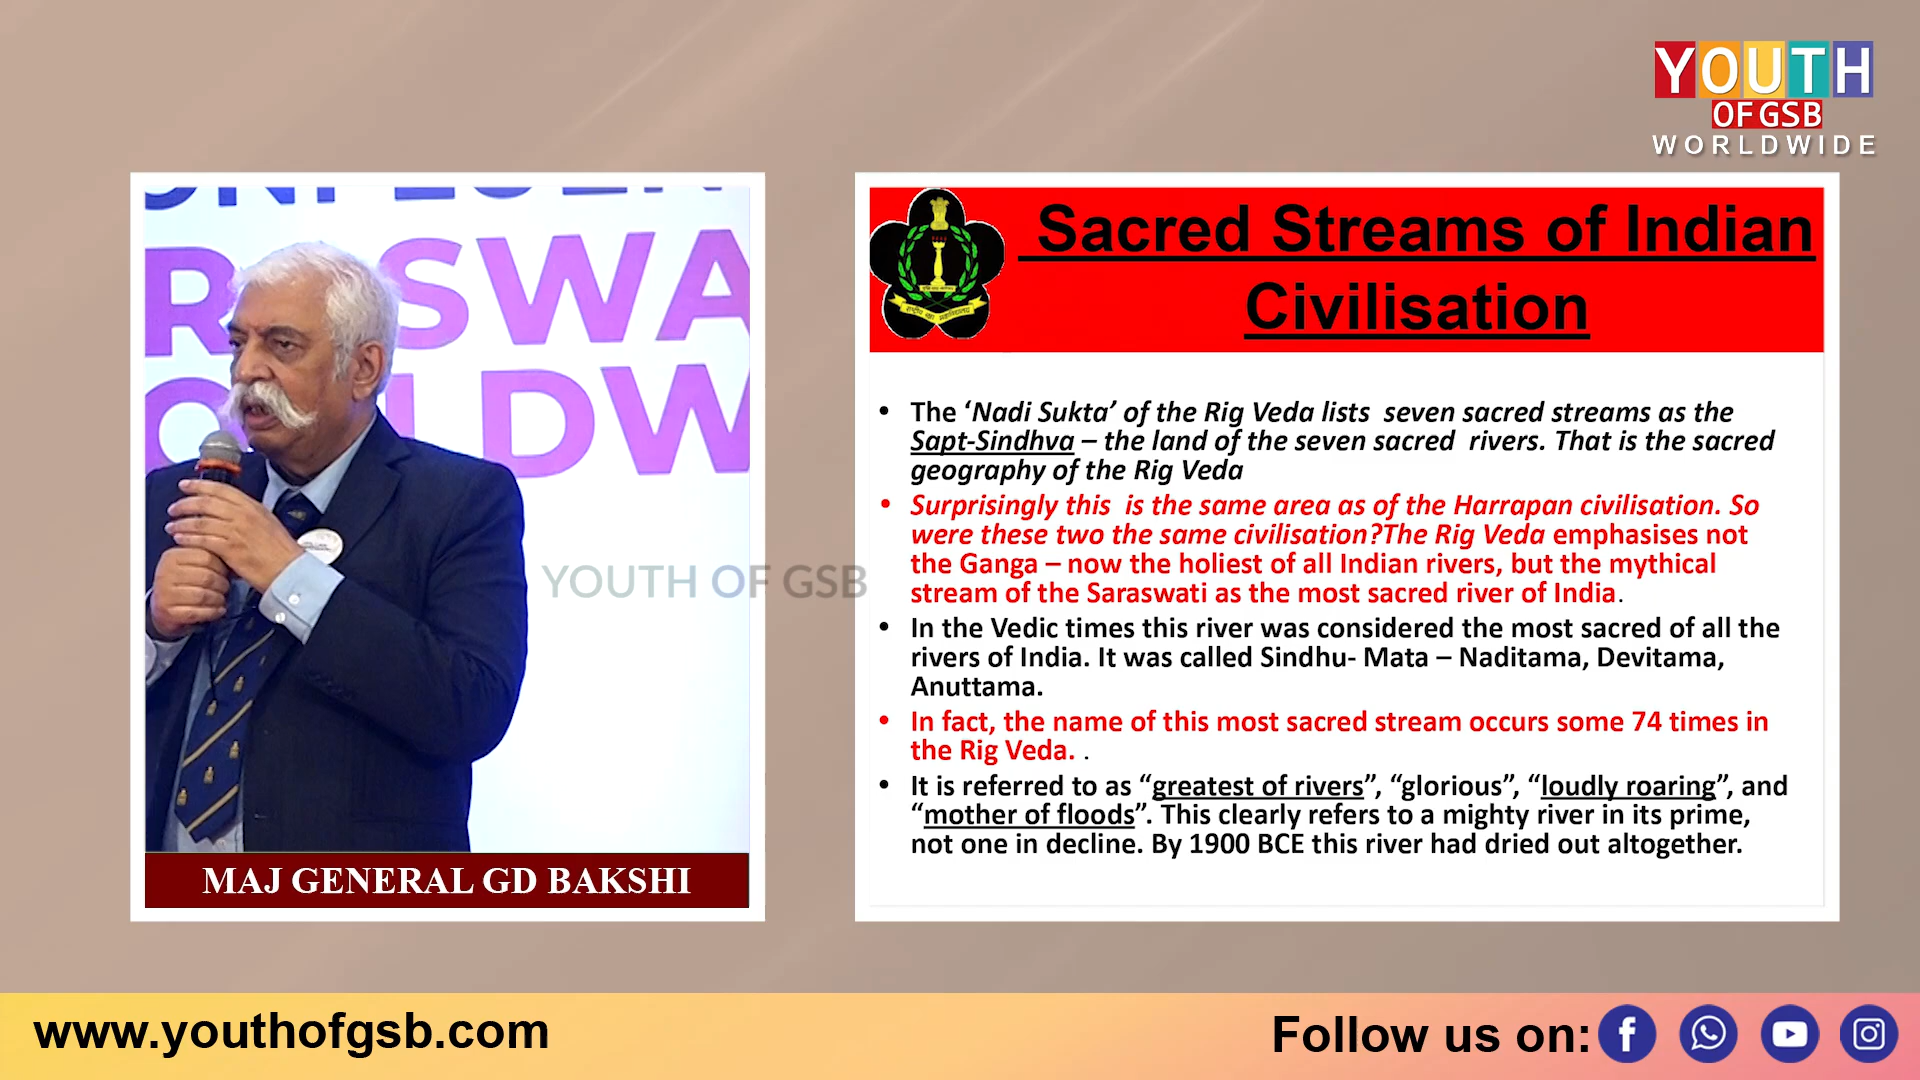 YOUTH
OF GSB
WORLDWIDE
RASWA
LDW
MAJ GENERAL GD BAKSHI
YOUTH OF GSB
Sacred Streams of Indian
Civilisation
• The ‘Nadi Sukta’ of the Rig Veda lists seven sacred streams as the
Sapt-Sindhva – the land of the seven sacred rivers. That is the sacred
geography of the Rig Veda
• Surprisingly this is the same area as of the Harrapan civilisation. So
were these two the same civilisation?The Rig Veda emphasises not
the Ganga – now the holiest of all Indian rivers, but the mythical
stream of the Saraswati as the most sacred river of India.
• In the Vedic times this river was considered the most sacred of all the
rivers of India. It was called Sindhu- Mata – Naditama, Devitama,
Anuttama.
• In fact, the name of this most sacred stream occurs some 74 times in
the Rig Veda. .
• It is referred to as “greatest of rivers”, “glorious”, “loudly roaring”, and
“mother of floods”. This clearly refers to a mighty river in its prime,
not one in decline. By 1900 BCE this river had dried out altogether.
www.youthofgsb.com
Follow us on: